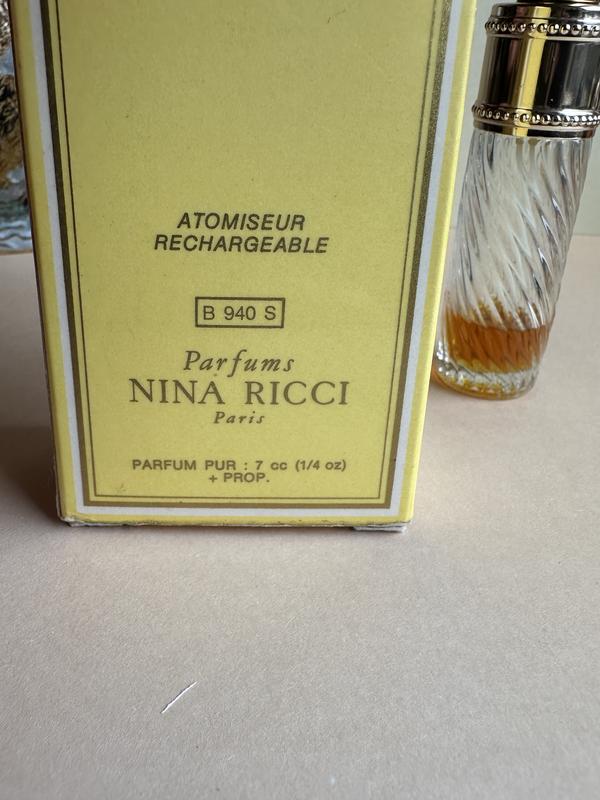 ATOMISEUR
RECHARGEABLE
B 940 S
Parfums
NINA RICCI
Paris
PARFUM PUR : 7 cc (1/4 oz)
+ PROP.